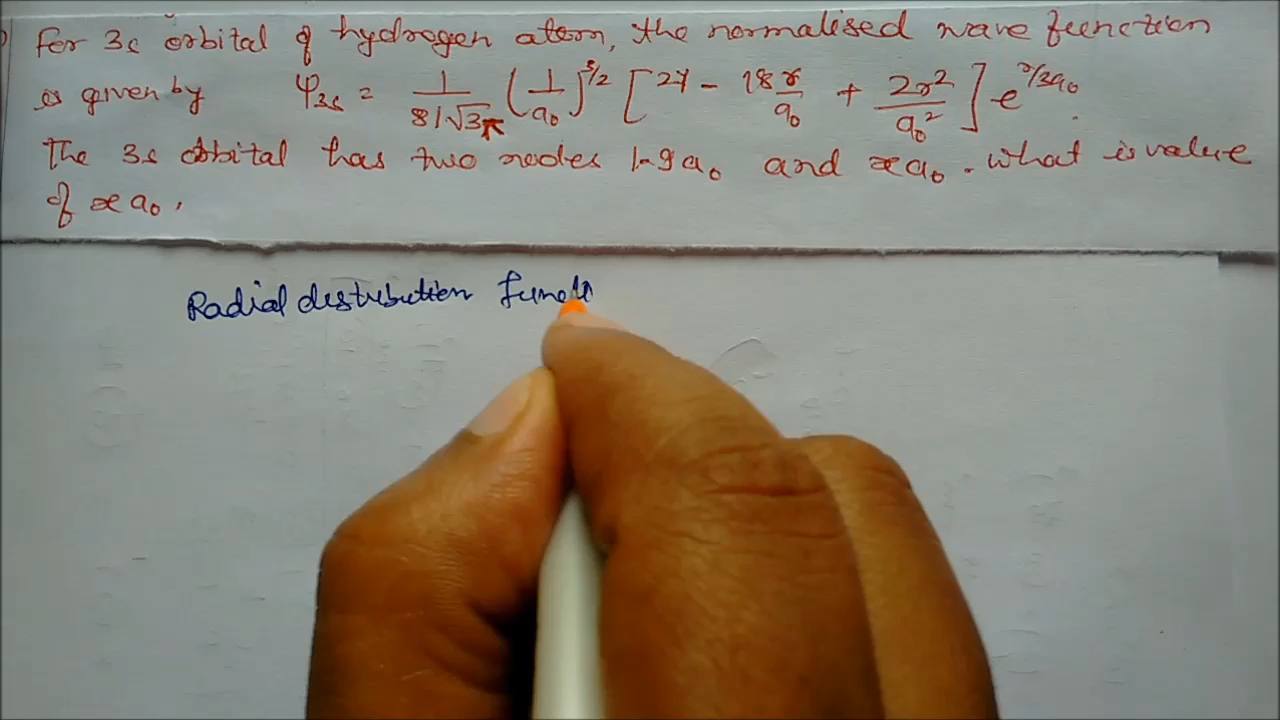 For 3s orbital of hydrogen atom, the normalised wave function
is given by ψ3s = 1/81√3π (1/a0)^3/2 [27 - 18r/a0 + 2r²/a0²] e^r/3a0
The 3s orbital has two nodes 1.9a0 and xa0. what is value
of xa0.
Radial distribution functi